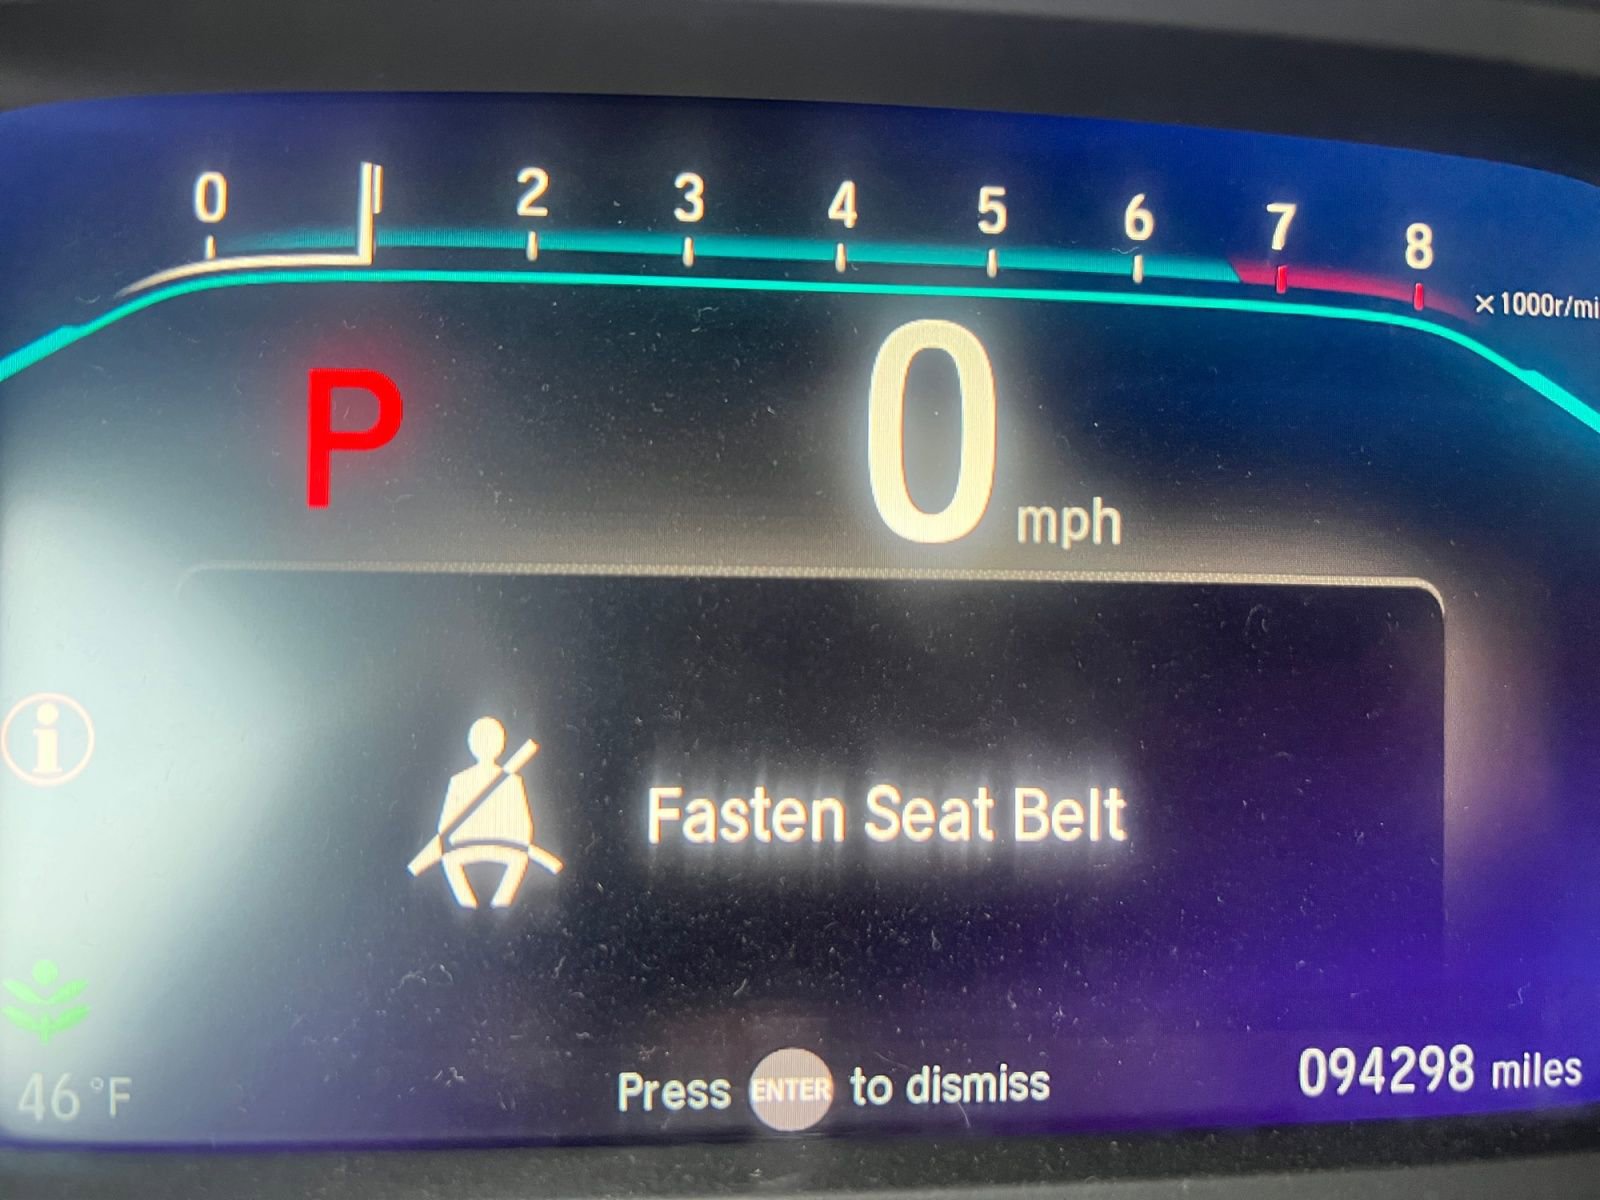 0 1 2 3 4 5 6 7 8
×1000r/mi
P 0 mph
i
Fasten Seat Belt
46°F
Press ENTER to dismiss
094298 miles